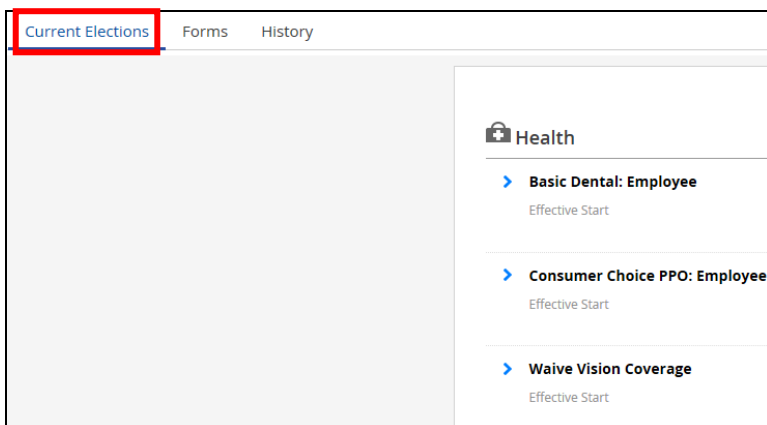 Current Elections Forms History
Health
Basic Dental: Employee
Effective Start
Consumer Choice PPO: Employee
Effective Start
Waive Vision Coverage
Effective Start